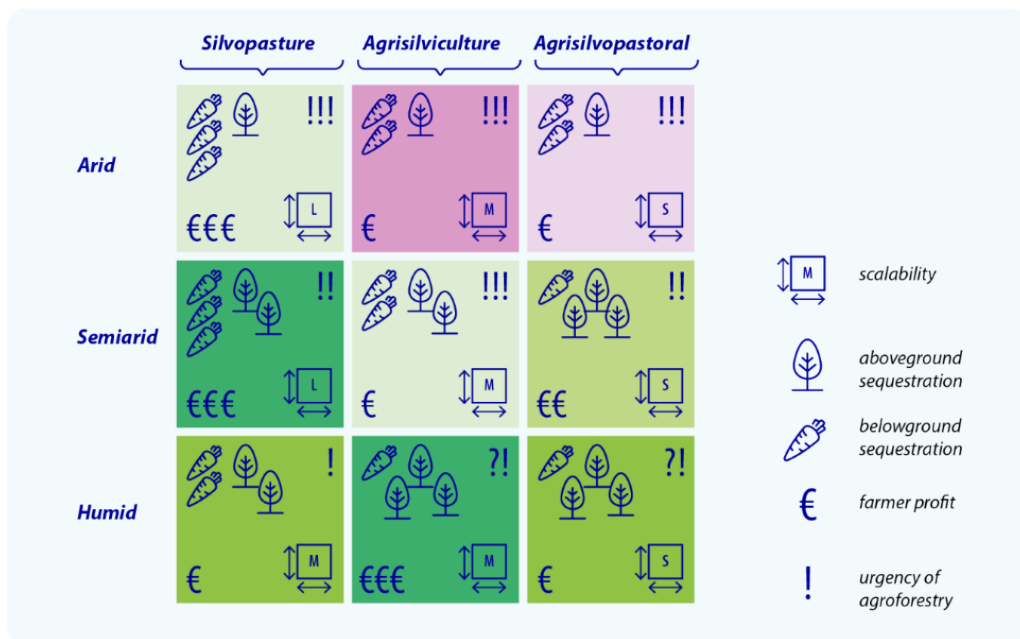 Silvopasture Agrisilviculture Agrisilvopastoral
Arid
!!! !!! !!!
L M S
€€€ € €
Semiarid
!! !!! !!
L M S
€€€ € €€
Humid
! ?! ?!
M M S
€ €€€ €
M scalability
aboveground
sequestration
belowground
sequestration
€ farmer profit
! urgency of
agroforestry